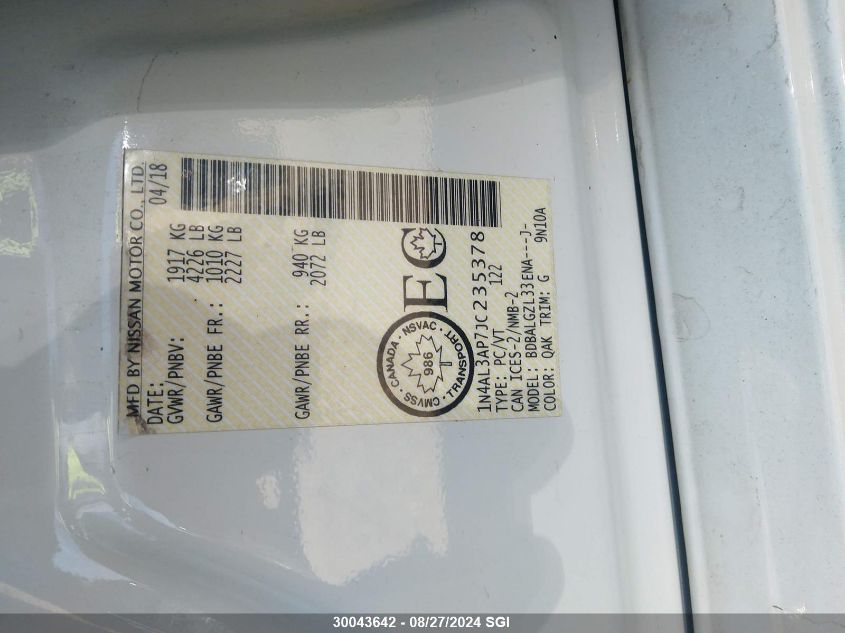 MFD BY NISSAN MOTOR CO., LTD.
DATE: 04/18
GVWR/PNBV: 1917 KG
4226 LB
GAWR/PNBE FR.: 1010 KG
2227 LB
GAWR/PNBE RR.: 940 KG
2072 LB
CANADA · NSVAC · TRANSPORT · CMVSS
986
EC
1N4AL3AP7JC235378
TYPE: PC/VT 122
CAN ICES-2/NMB-2
MODEL: BDBALGZL33ENA---J-
COLOR: QAK TRIM: G 9N10A
30043642 - 08/27/2024 SGI